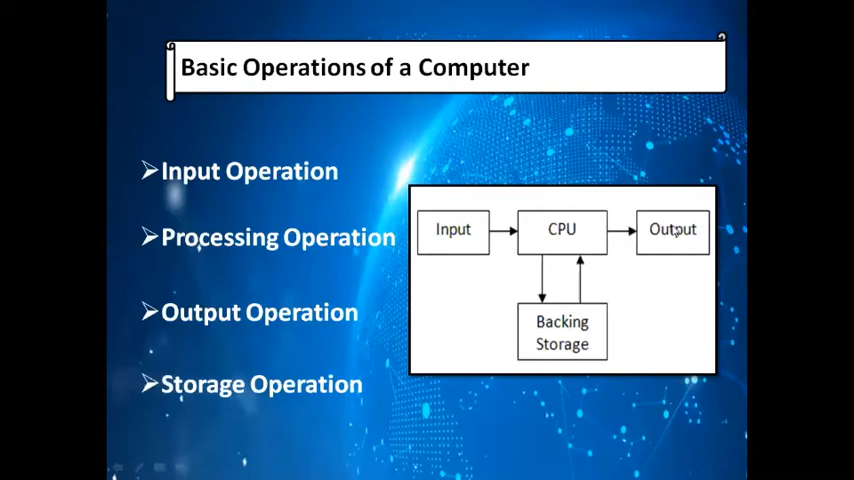 Basic Operations of a Computer
➢Input Operation
➢Processing Operation
➢Output Operation
➢Storage Operation
Input
CPU
Output
Backing
Storage